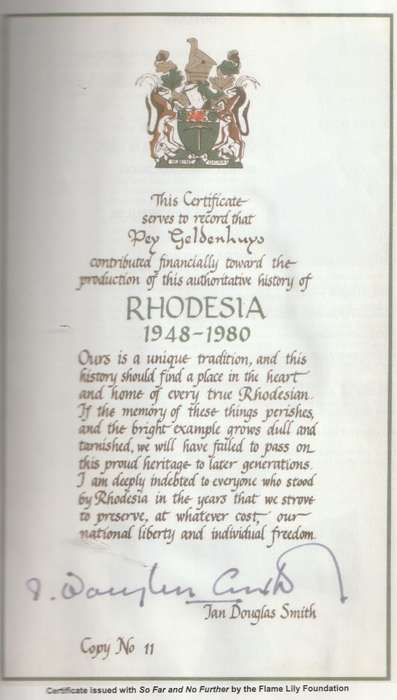 This Certificate
serves to record that
Pey Geldenhuys
contributed financially toward the
production of this authoritative history of
RHODESIA
1948-1980
Ours is a unique tradition, and this
history should find a place in the heart
and home of every true Rhodesian.
If the memory of these things perishes,
and the bright example grows dull and
tarnished, we will have failed to pass on
this proud heritage to later generations.
I am deeply indebted to everyone who stood
by Rhodesia in the years that we strove
to preserve, at whatever cost, our
national liberty and individual freedom
I. Douglas Smith
Ian Douglas Smith
Copy No 11
Certificate issued with So Far and No Further by the Flame Lily Foundation